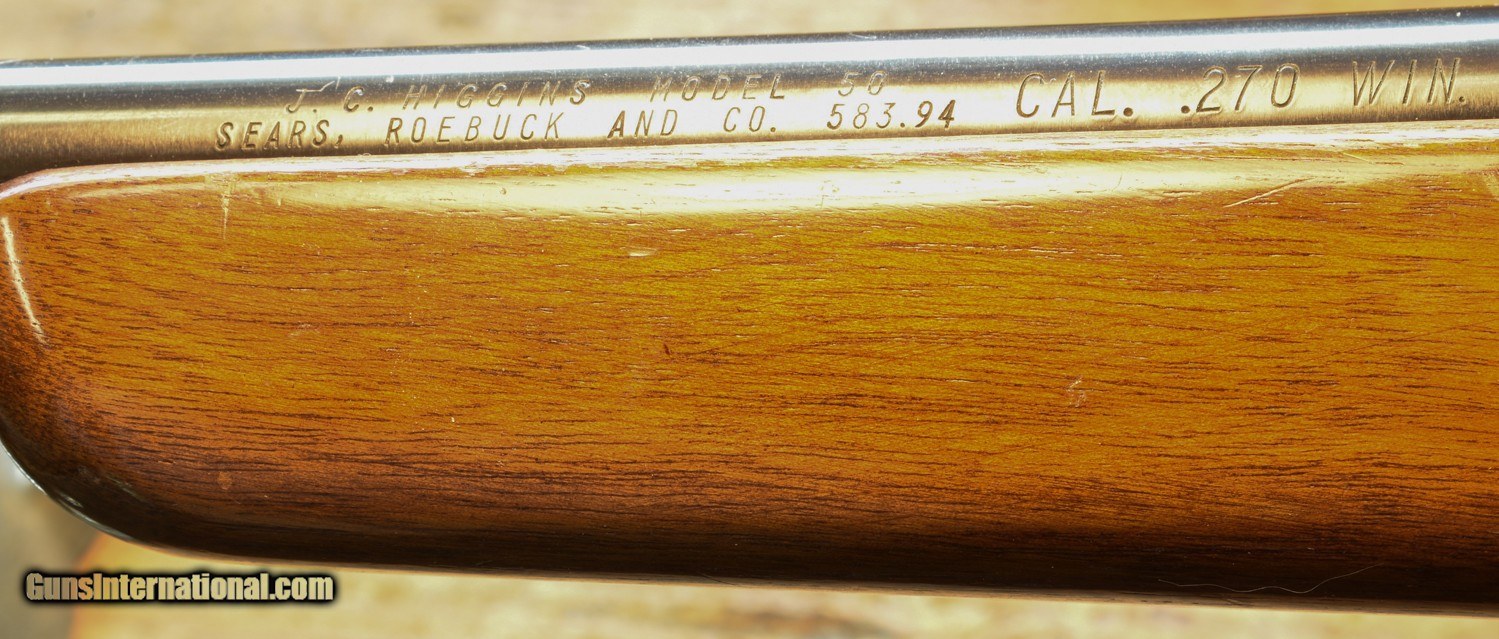 J. C. HIGGINS MODEL 50
SEARS, ROEBUCK AND CO. 583.94
CAL. .270 WIN.
GunsInternational.com